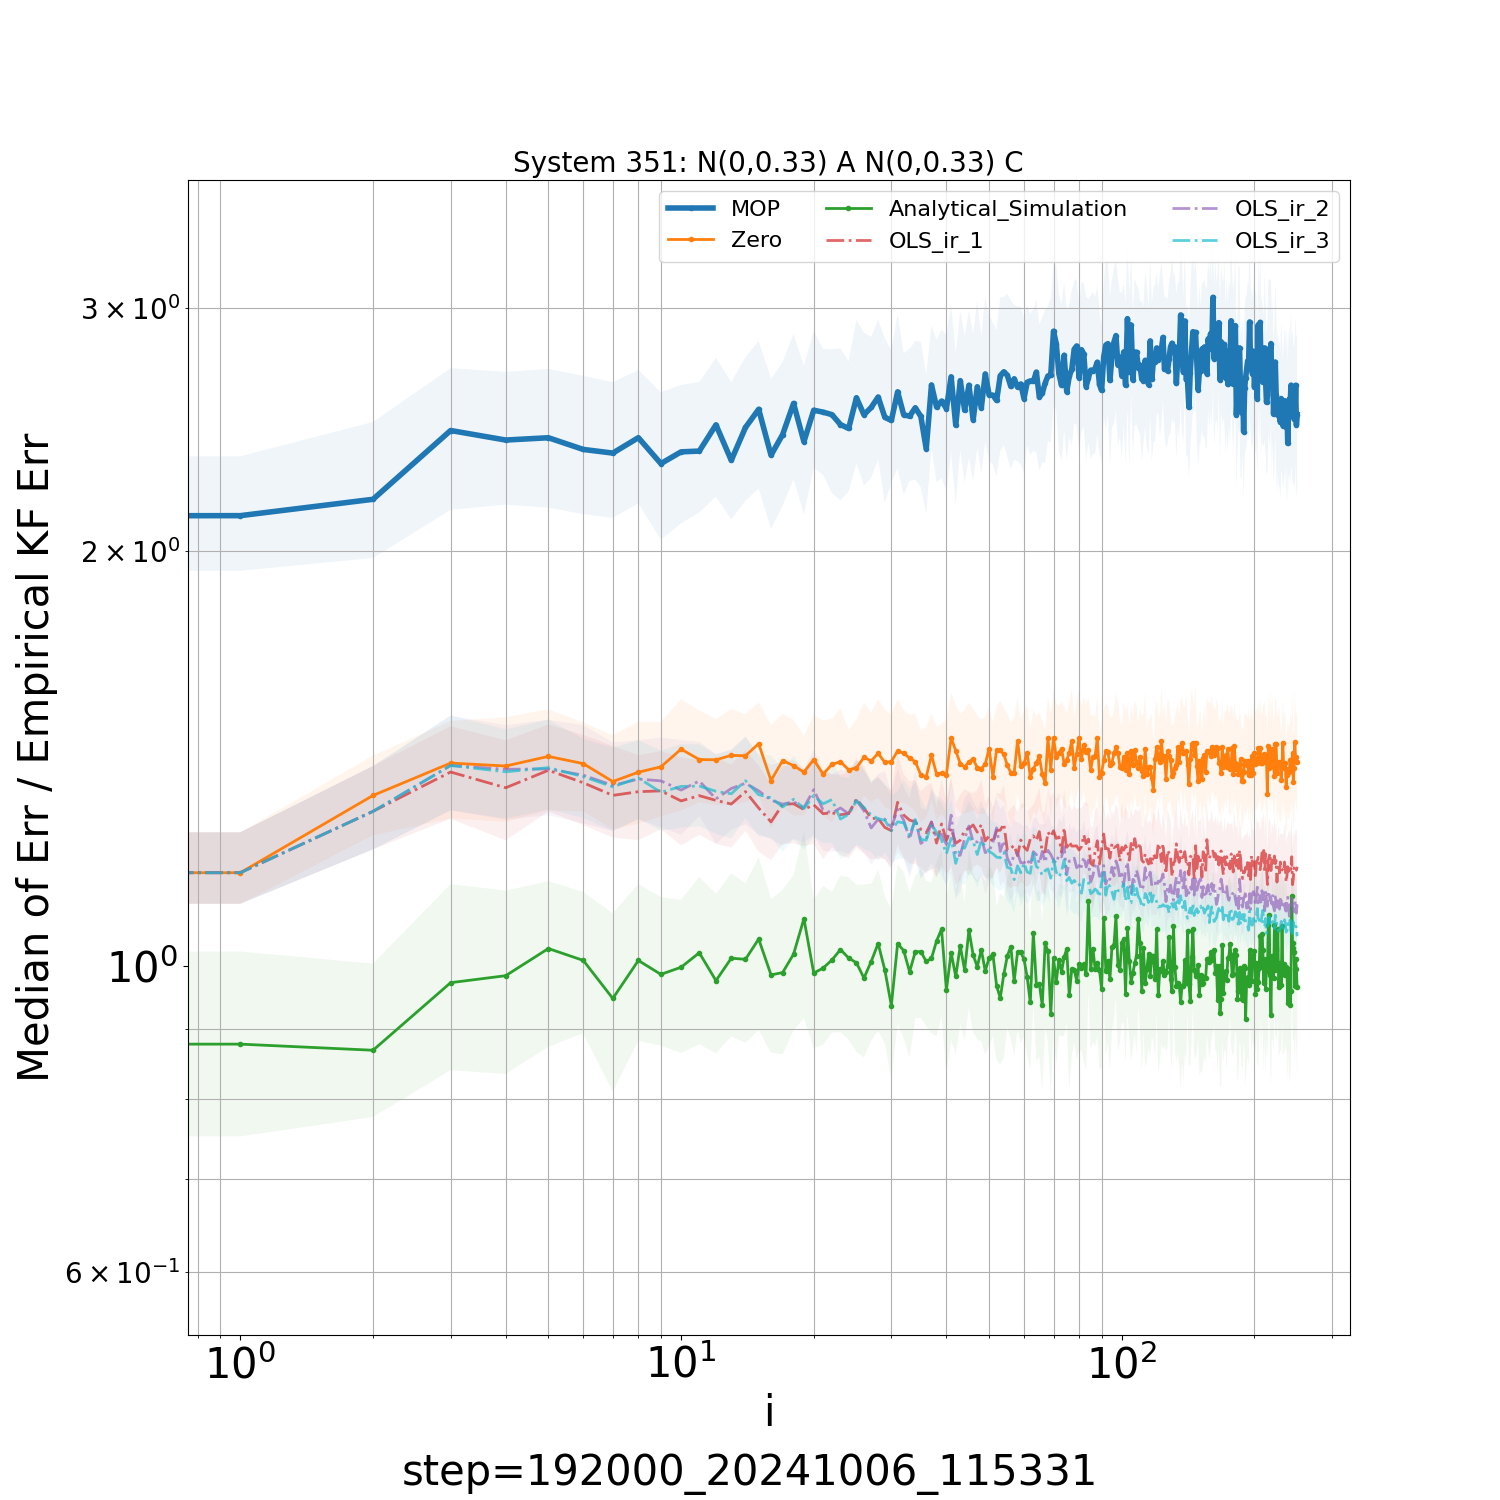 System 351: N(0,0.33) A N(0,0.33) C
MOP
Zero
Analytical_Simulation
OLS_ir_1
OLS_ir_2
OLS_ir_3
Median of Err / Empirical KF Err
3 × 10⁰
2 × 10⁰
10⁰
6 × 10⁻¹
10⁰
10¹
10²
i
step=192000_20241006_115331